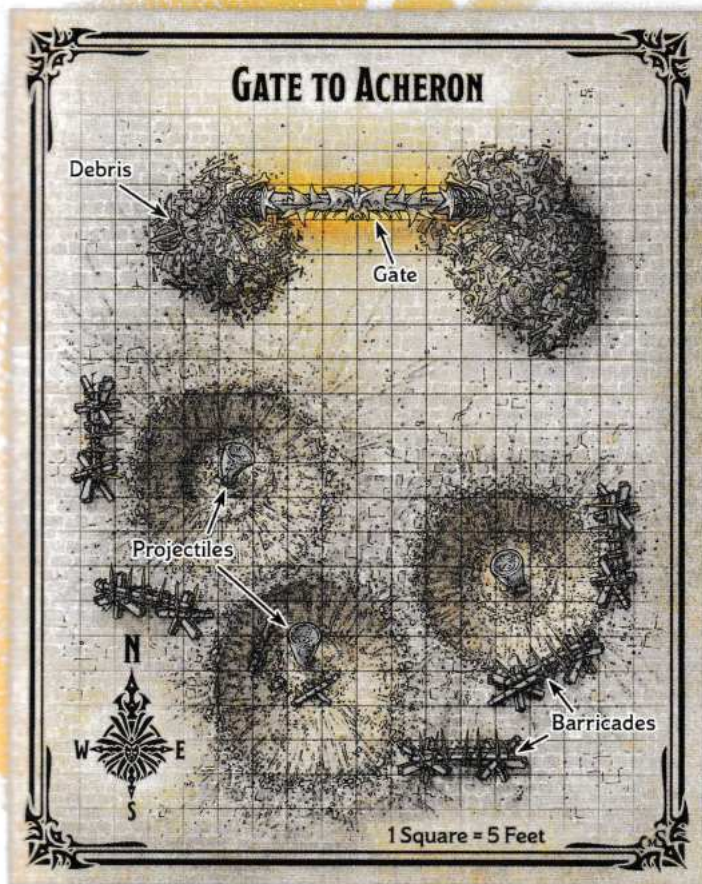 GATE TO ACHERON
Debris
Gate
Projectiles
Barricades
N
W E
S
1 Square = 5 Feet